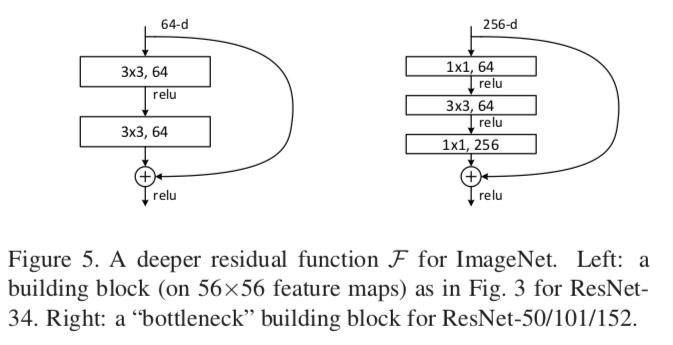 64-d
3x3, 64
relu
3x3, 64
+
relu
256-d
1x1, 64
relu
3x3, 64
relu
1x1, 256
+
relu
Figure 5. A deeper residual function ℱ for ImageNet. Left: a
building block (on 56×56 feature maps) as in Fig. 3 for ResNet-
34. Right: a “bottleneck” building block for ResNet-50/101/152.